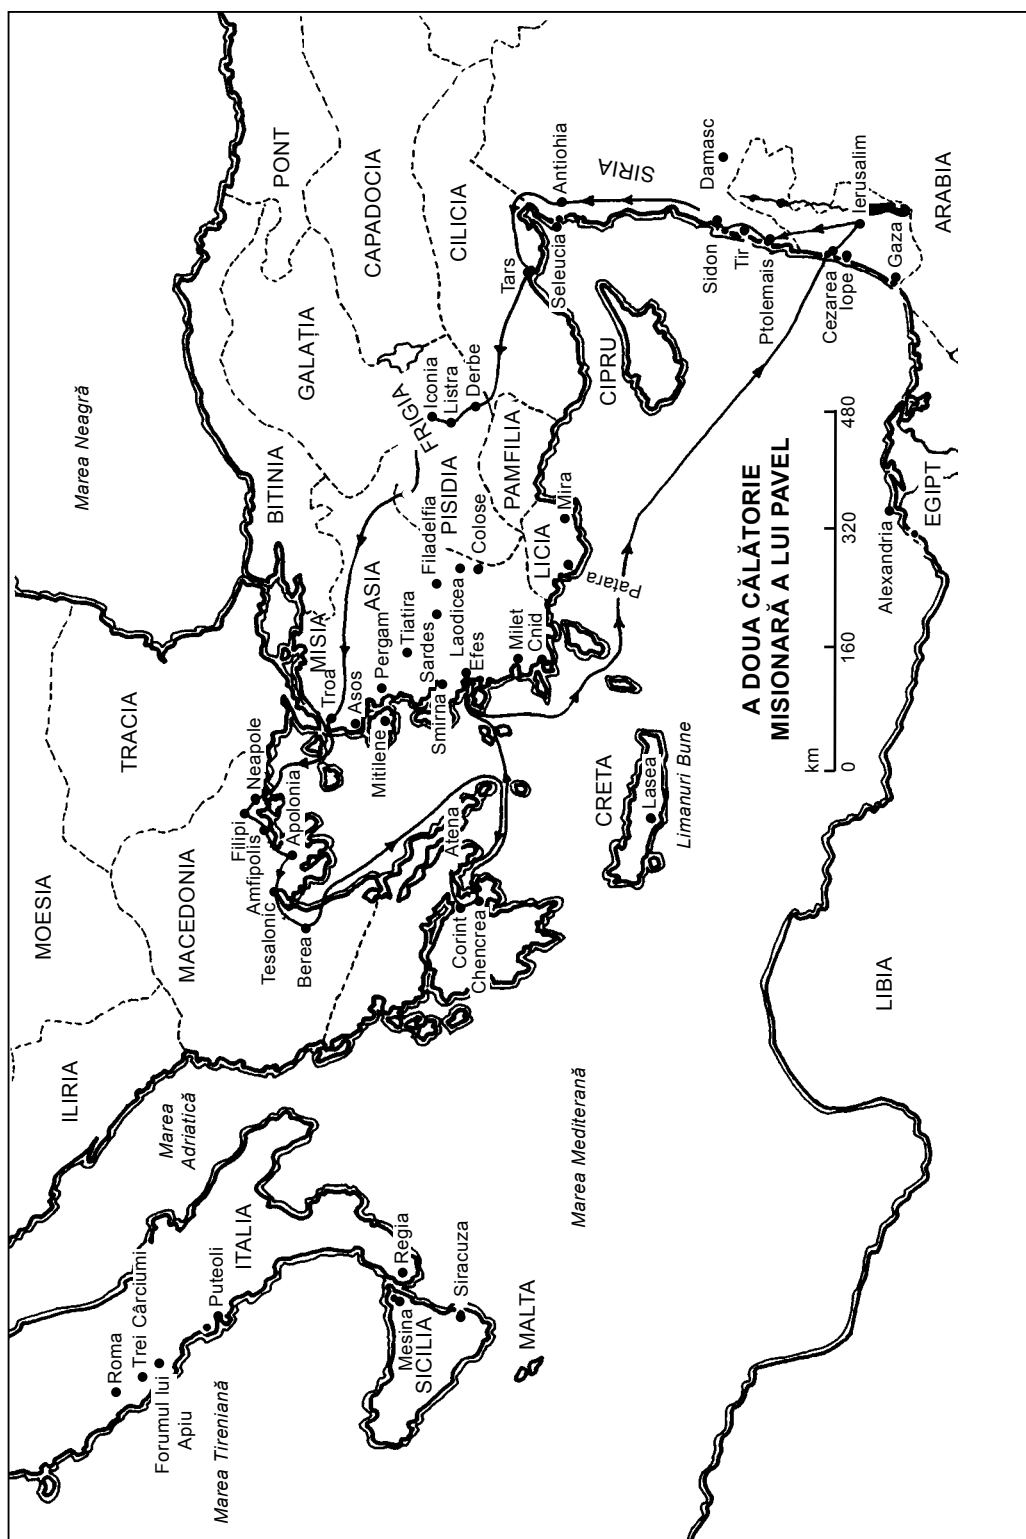 Marea Neagră
MOESIA
TRACIA
ILIRIA
MACEDONIA
BITINIA
PONT
GALAȚIA
CAPADOCIA
CILICIA
FRIGIA
PISIDIA
PAMFILIA
LICIA
ASIA
MISIA
Marea
Adriatică
ITALIA
Roma
Trei Cârciumi
Forumul lui
Apiu
Puteoli
Marea Tireniană
Regia
Mesina
SICILIA
Siracuza
MALTA
Neapole
Filipi
Amfipolis
Apolonia
Tesalonic
Berea
Atena
Corint
Chencrea
Troa
Asos
Mitilene
Pergam
Tiatira
Sardes
Smirna
Filadelfia
Laodicea
Colose
Efes
Milet
Cnid
Patara
Mira
Iconia
Listra
Derbe
Tars
Antiohia
Seleucia
SIRIA
Damasc
Sidon
Tir
Ptolemais
Cezarea
Iope
Ierusalim
Gaza
ARABIA
CIPRU
CRETA
Lasea
Limanuri Bune
Marea Mediterană
LIBIA
Alexandria
EGIPT
A DOUA CĂLĂTORIE
MISIONARĂ A LUI PAVEL
km
0 160 320 480